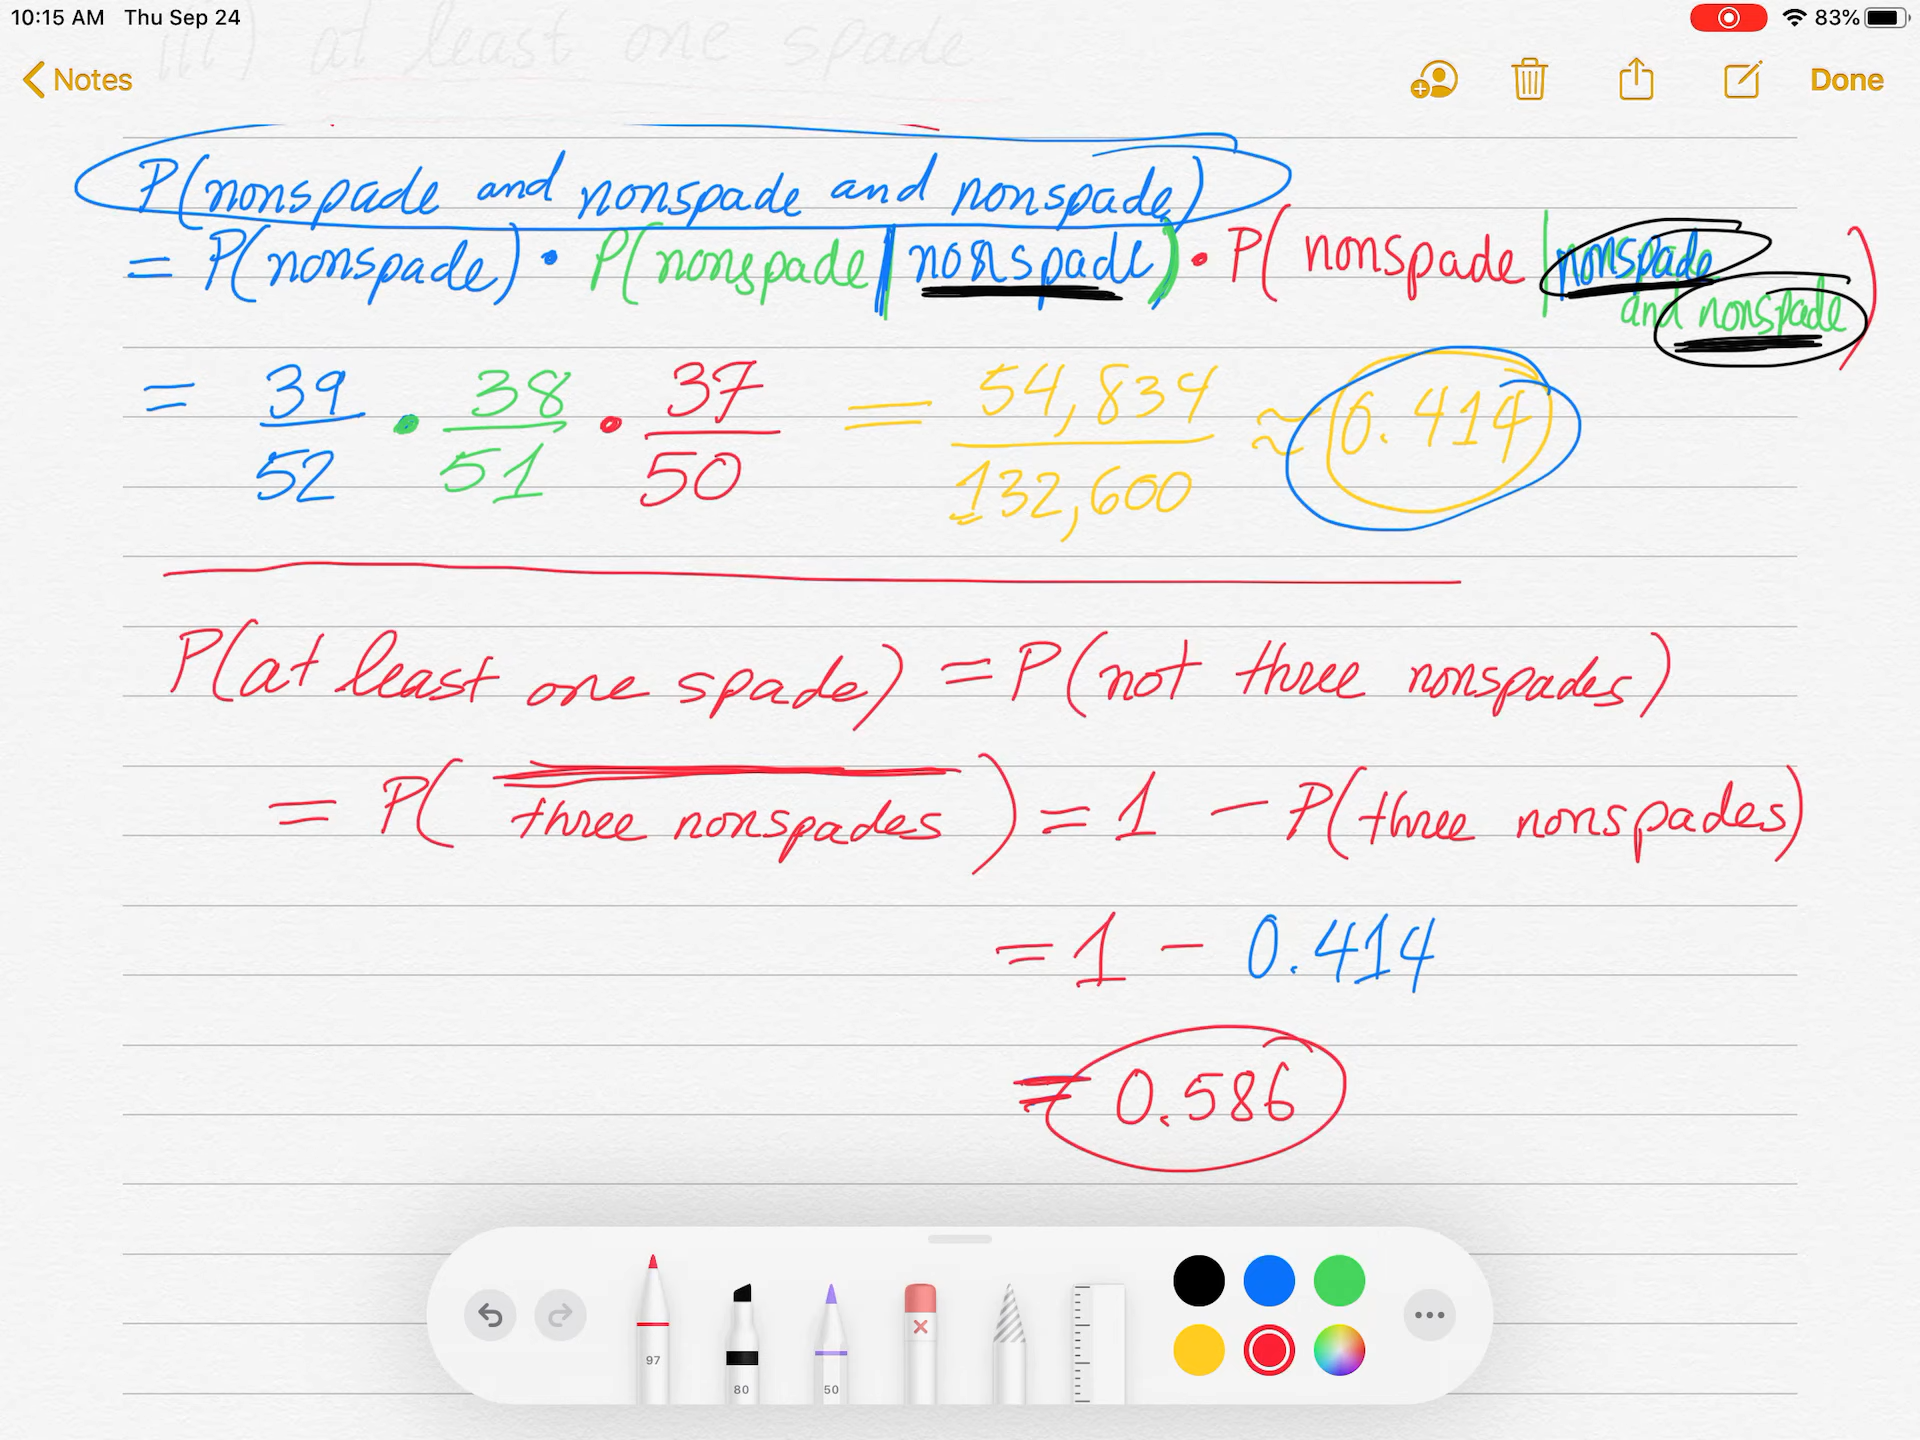 10:15 AM Thu Sep 24 83%
iii) at least one spade
Notes Done
P(nonspade and nonspade and nonspade)
= P(nonspade) · P(nonspade | nonspade) · P(nonspade | nonspade
and nonspade)
= 39/52 · 38/51 · 37/50 = 54,834/132,600 ≈ 0.414
P(at least one spade) = P(not three nonspades)
= P(three nonspades) = 1 − P(three nonspades)
= 1 − 0.414
= 0.586
97 80 50